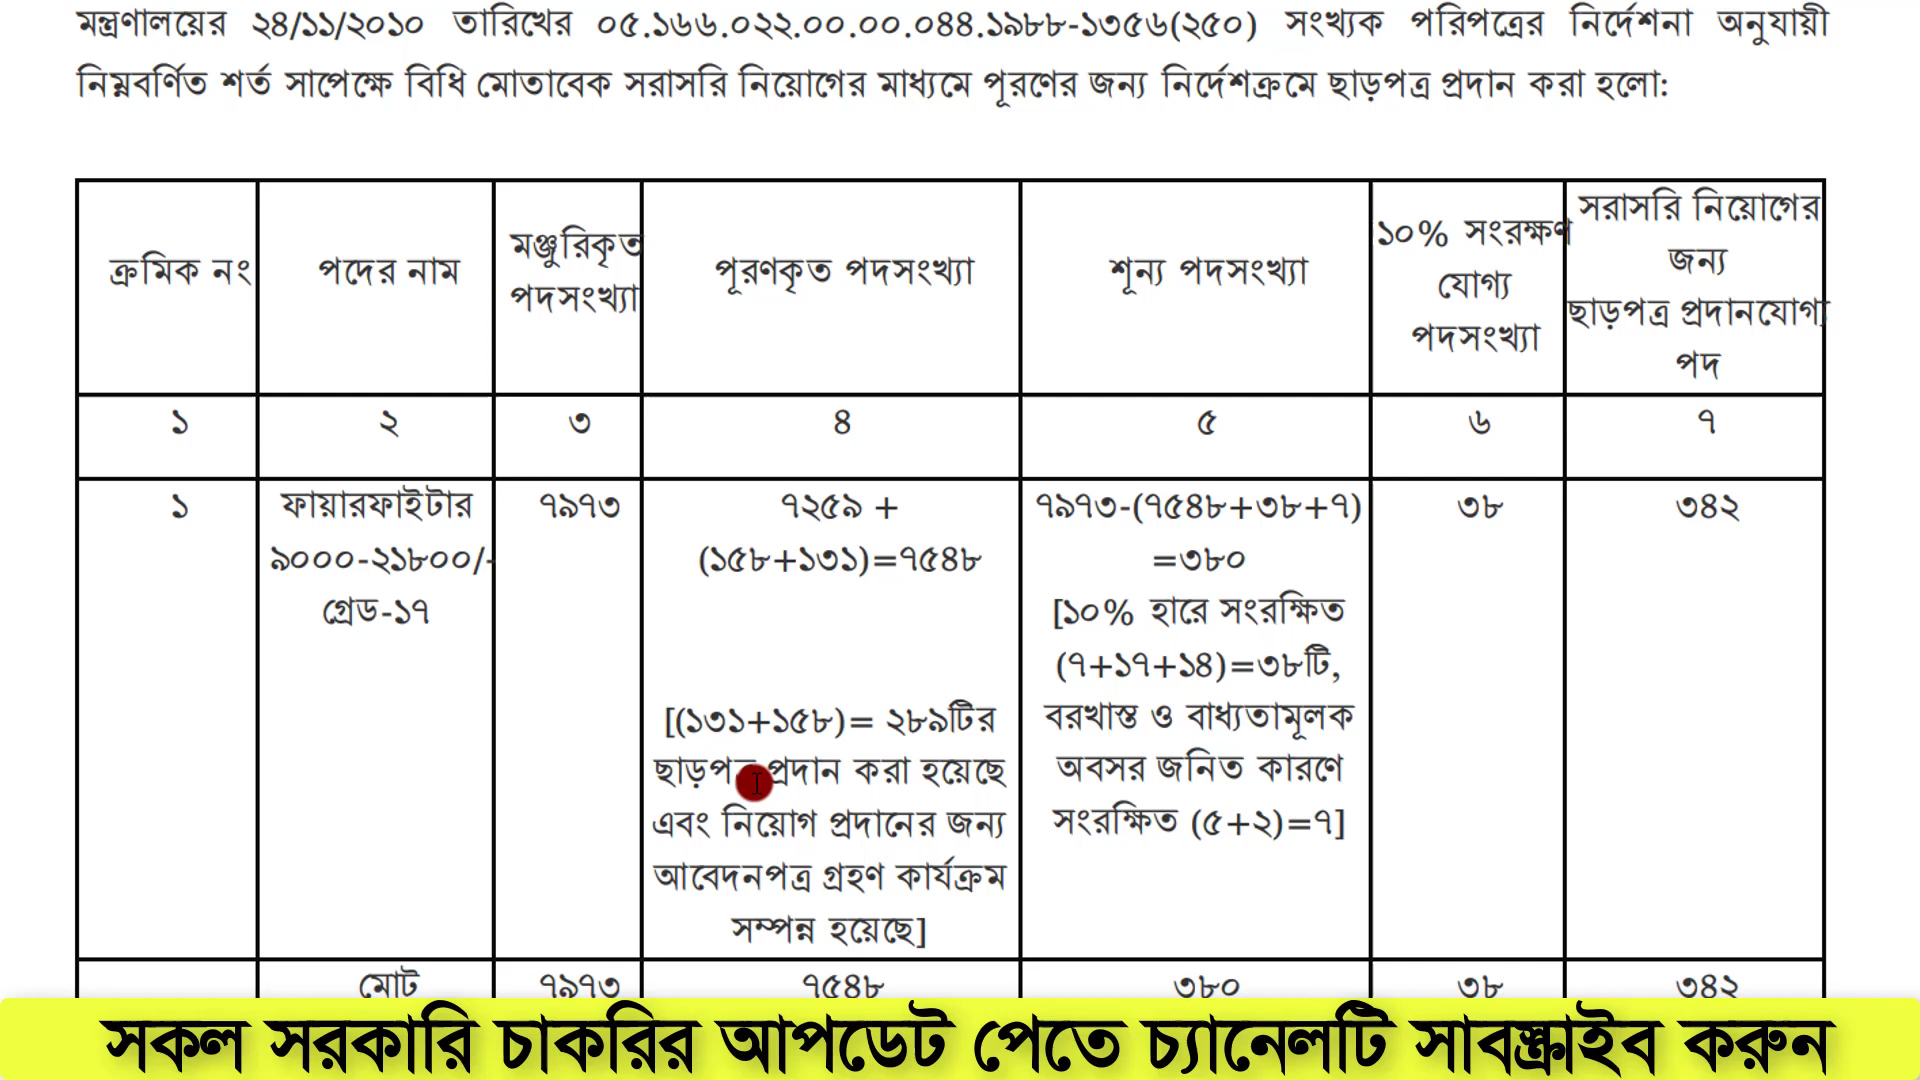 মন্ত্রণালয়ের ২৪/১১/২০১০ তারিখের ০৫.১৬৬.০২২.০০.০০.০৪৪.১৯৮৮-১৩৫৬(২৫০) সংখ্যক পরিপত্রের নির্দেশনা অনুযায়ী
নিম্নবর্ণিত শর্ত সাপেক্ষে বিধি মোতাবেক সরাসরি নিয়োগের মাধ্যমে পূরণের জন্য নির্দেশক্রমে ছাড়পত্র প্রদান করা হলো:
ক্রমিক নং
পদের নাম
মঞ্জুরিকৃত
পদসংখ্যা
পূরণকৃত পদসংখ্যা
শূন্য পদসংখ্যা
১০% সংরক্ষণ
যোগ্য
পদসংখ্যা
সরাসরি নিয়োগের
জন্য
ছাড়পত্র প্রদানযোগ্য
পদ
১ ২ ৩ ৪ ৫ ৬ ৭
১
ফায়ারফাইটার
৯০০০-২১৮০০/-
গ্রেড-১৭
৭৯৭৩
৭২৫৯ +
(১৫৮+১৩১)=৭৫৪৮
[(১৩১+১৫৮)= ২৮৯টির
ছাড়পত্র প্রদান করা হয়েছে
এবং নিয়োগ প্রদানের জন্য
আবেদনপত্র গ্রহণ কার্যক্রম
সম্পন্ন হয়েছে]
৭৯৭৩-(৭৫৪৮+৩৮+৭)
=৩৮০
[১০% হারে সংরক্ষিত
(৭+১৭+১৪)=৩৮টি,
বরখাস্ত ও বাধ্যতামূলক
অবসর জনিত কারণে
সংরক্ষিত (৫+২)=৭]
৩৮
৩৪২
মোট ৭৯৭৩ ৭৫৪৮ ৩৮০ ৩৮ ৩৪২
সকল সরকারি চাকরির আপডেট পেতে চ্যানেলটি সাবস্ক্রাইব করুন